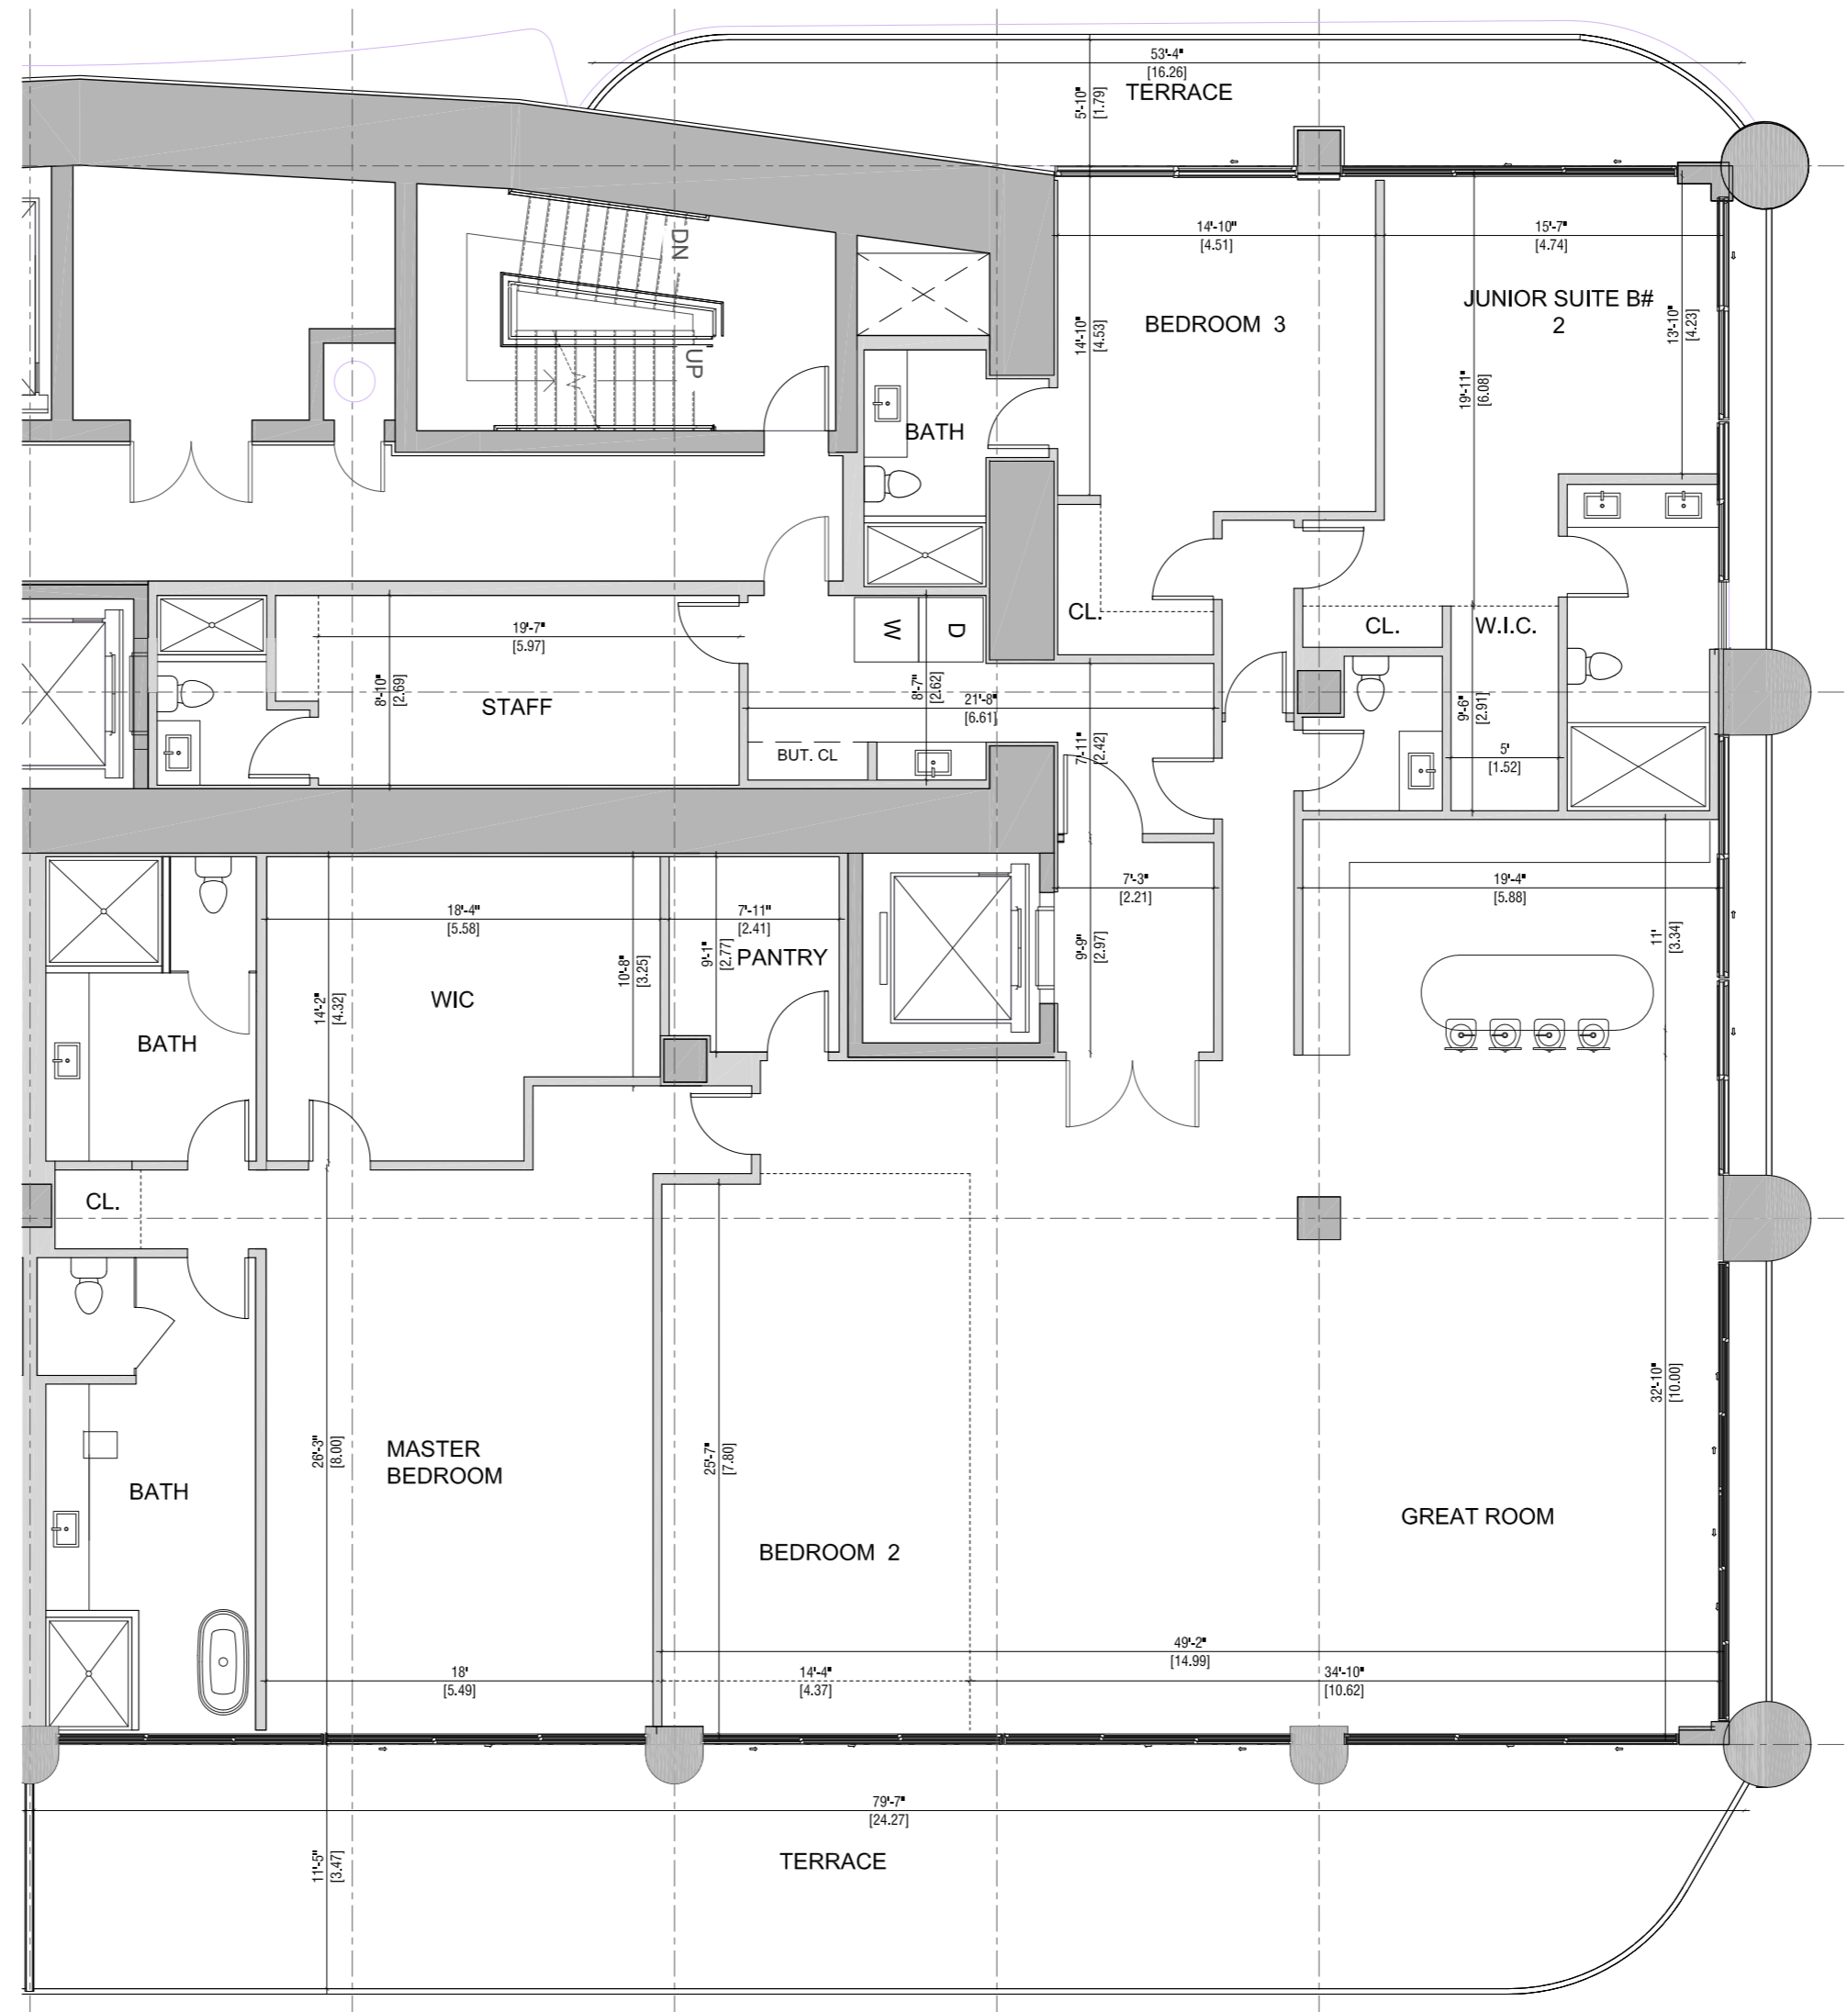 53'-4"
[16.26]
TERRACE
5'-10"
[1.79]
DN
UP
14'-10"
[4.51]
15'-7"
[4.74]
JUNIOR SUITE B#
2
BEDROOM 3
14'-10"
[4.53]
13'-10"
[4.23]
19'-11"
[6.08]
BATH
CL.
CL.
W.I.C.
W
D
19'-7"
[5.97]
8'-10"
[2.69]
STAFF
8'-7"
[2.62]
21'-8"
[6.61]
BUT. CL
7'-11"
[2.42]
9'-6"
[2.91]
5'
[1.52]
18'-4"
[5.58]
7'-11"
[2.41]
7'-3"
[2.21]
19'-4"
[5.88]
9'-1"
[2.77]
PANTRY
10'-8"
[3.25]
9'-9"
[2.97]
11'
[3.34]
14'-2"
[4.32]
WIC
BATH
CL.
32'-10"
[10.00]
26'-3"
[8.00]
MASTER
BEDROOM
25'-7"
[7.80]
BATH
GREAT ROOM
BEDROOM 2
49'-2"
[14.99]
18'
[5.49]
14'-4"
[4.37]
34'-10"
[10.62]
79'-7"
[24.27]
11'-5"
[3.47]
TERRACE